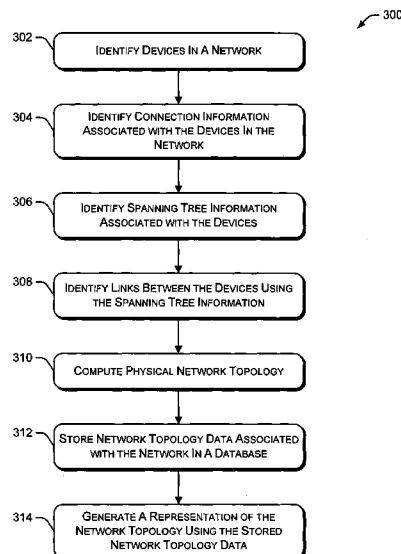 300
302
IDENTIFY DEVICES IN A NETWORK
304
IDENTIFY CONNECTION INFORMATION
ASSOCIATED WITH THE DEVICES IN THE
NETWORK
306
IDENTIFY SPANNING TREE INFORMATION
ASSOCIATED WITH THE DEVICES
308
IDENTIFY LINKS BETWEEN THE DEVICES USING
THE SPANNING TREE INFORMATION
310
COMPUTE PHYSICAL NETWORK TOPOLOGY
312
STORE NETWORK TOPOLOGY DATA ASSOCIATED
WITH THE NETWORK IN A DATABASE
314
GENERATE A REPRESENTATION OF THE
NETWORK TOPOLOGY USING THE STORED
NETWORK TOPOLOGY DATA